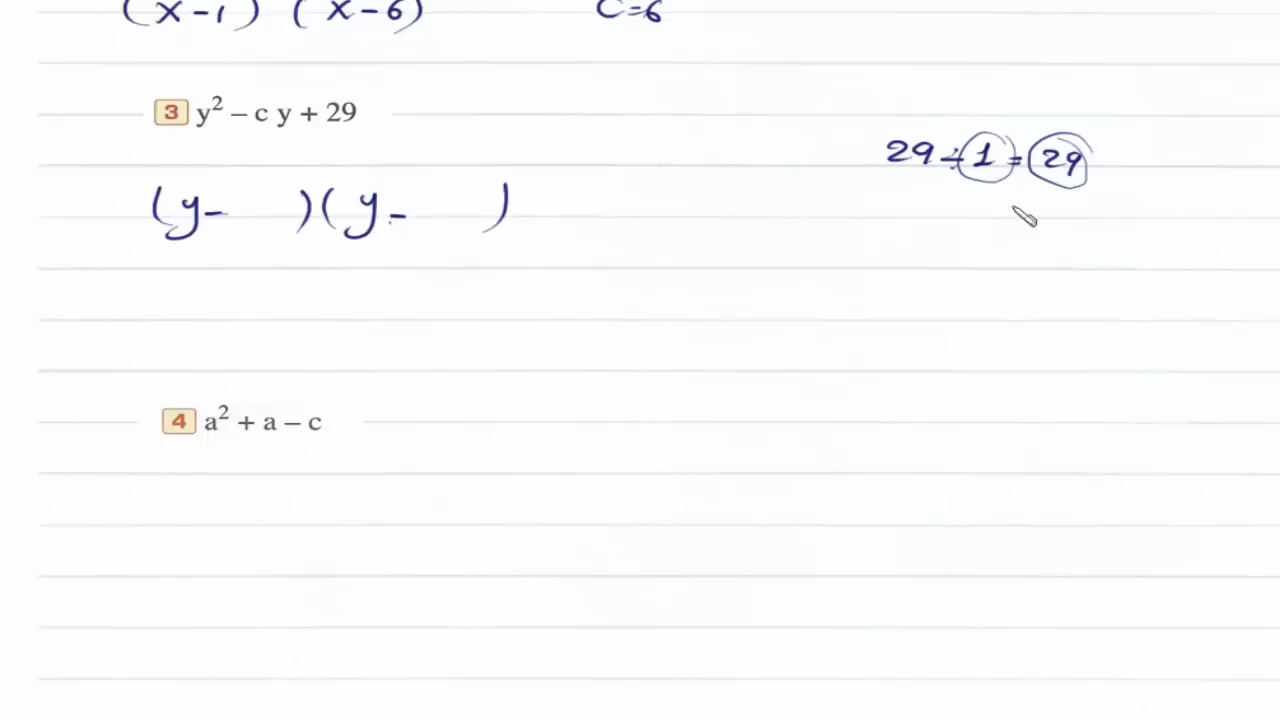 (x-1) (x-6) C=6
3 y² – c y + 29
29 ÷ 1 = 29
(y- )(y- )
4 a² + a – c